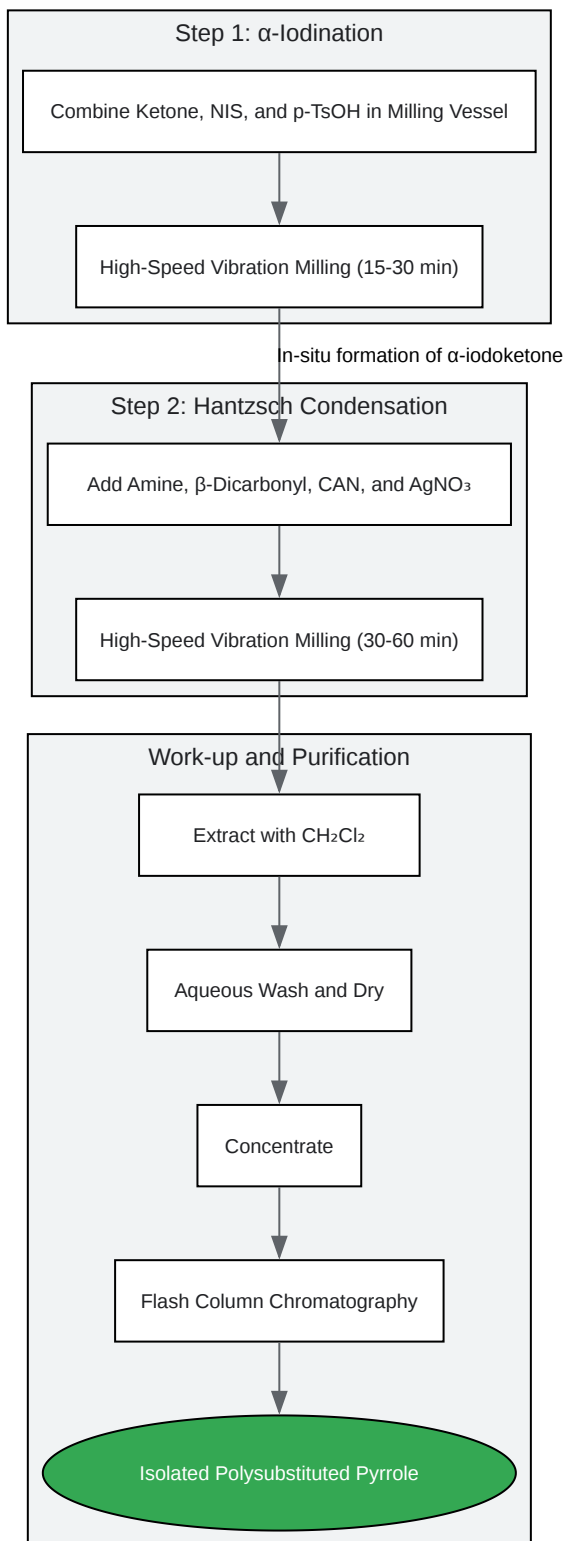 Step 1: α-Iodination
Combine Ketone, NIS, and p-TsOH in Milling Vessel
High-Speed Vibration Milling (15-30 min)
In-situ formation of α-iodoketone
Step 2: Hantzsch Condensation
Add Amine, β-Dicarbonyl, CAN, and AgNO₃
High-Speed Vibration Milling (30-60 min)
Work-up and Purification
Extract with CH₂Cl₂
Aqueous Wash and Dry
Concentrate
Flash Column Chromatography
Isolated Polysubstituted Pyrrole